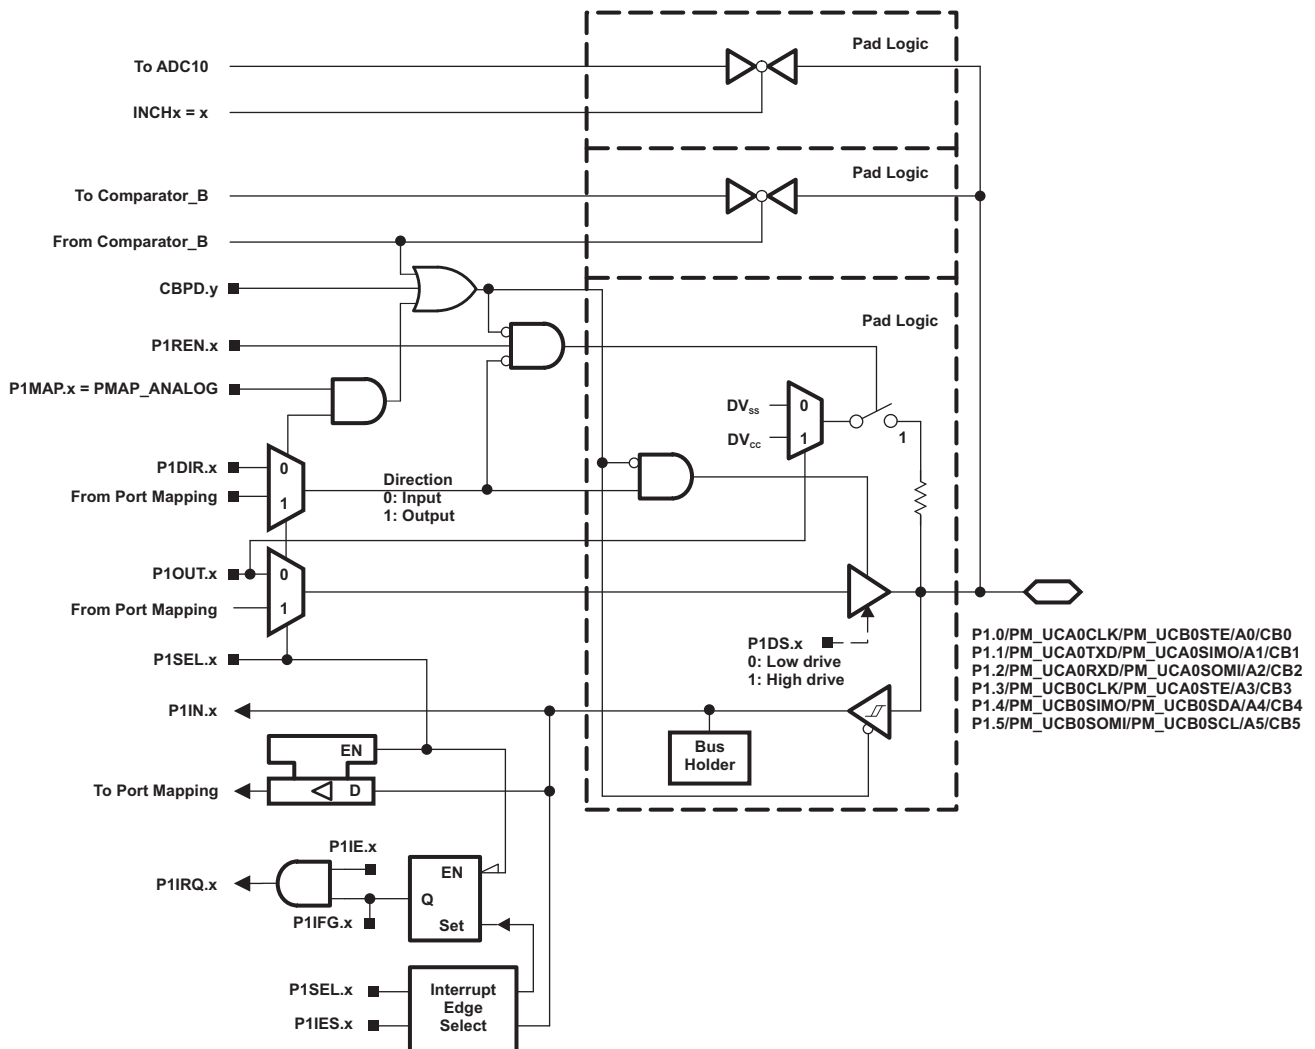 Pad Logic
To ADC10
INCHx = x
Pad Logic
To Comparator_B
From Comparator_B
CBPD.y
Pad Logic
P1REN.x
P1MAP.x = PMAP_ANALOG
DVSS
0
DVCC
1
1
P1DIR.x
0
From Port Mapping
1
Direction
0: Input
1: Output
P1OUT.x
0
From Port Mapping
1
P1DS.x
0: Low drive
1: High drive
P1.0/PM_UCA0CLK/PM_UCB0STE/A0/CB0
P1.1/PM_UCA0TXD/PM_UCA0SIMO/A1/CB1
P1.2/PM_UCA0RXD/PM_UCA0SOMI/A2/CB2
P1.3/PM_UCB0CLK/PM_UCA0STE/A3/CB3
P1.4/PM_UCB0SIMO/PM_UCB0SDA/A4/CB4
P1.5/PM_UCB0SOMI/PM_UCB0SCL/A5/CB5
P1SEL.x
P1IN.x
Bus
Holder
EN
To Port Mapping
D
P1IE.x
P1IRQ.x
P1IFG.x
EN
Q
Set
P1SEL.x
P1IES.x
Interrupt
Edge
Select